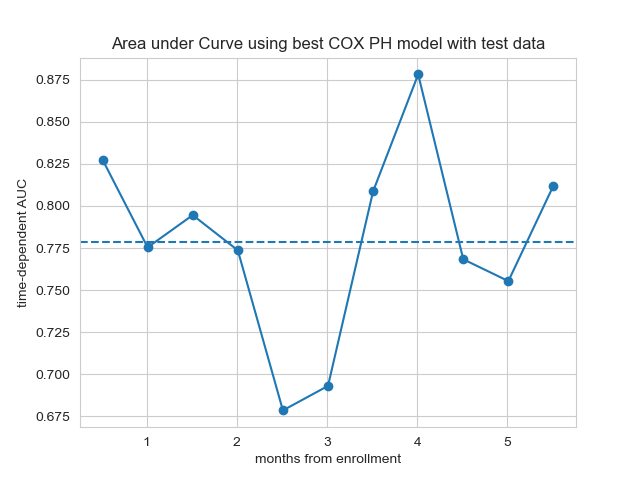 Area under Curve using best COX PH model with test data
0.875
0.850
0.825
0.800
0.775
0.750
0.725
0.700
0.675
time-dependent AUC
1 2 3 4 5
months from enrollment